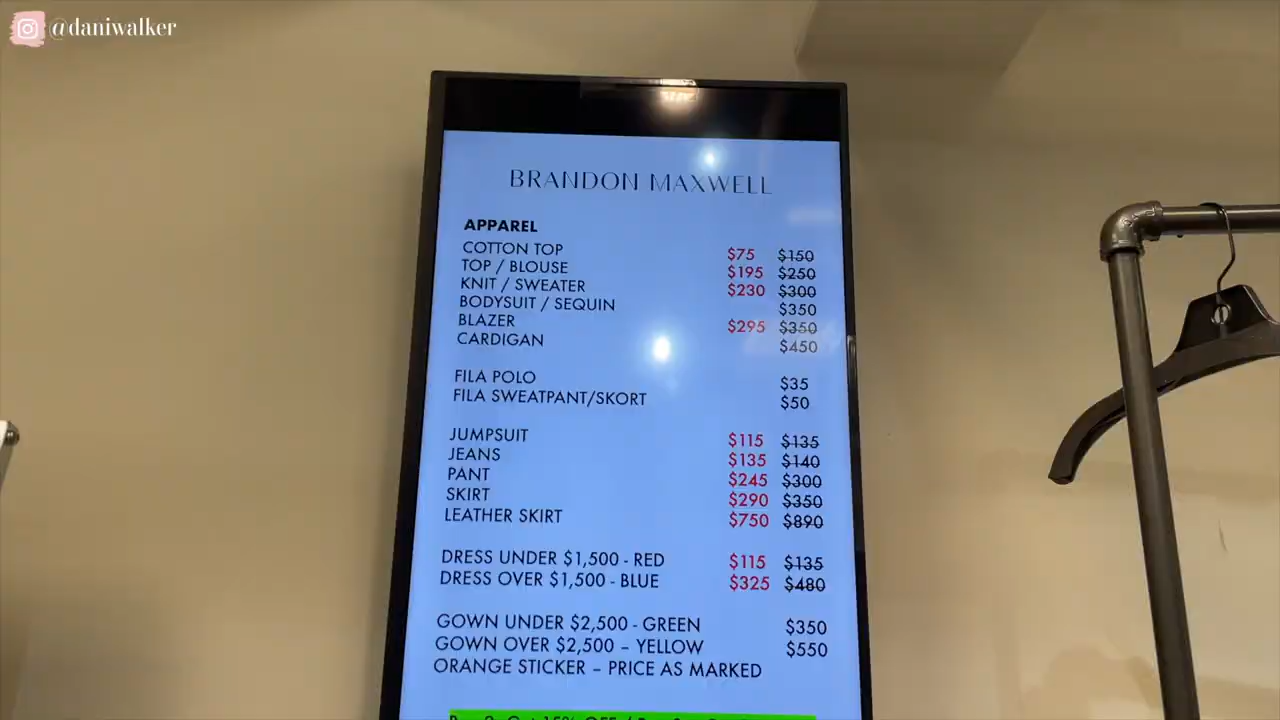 @daniwalker
BRANDON MAXWELL
APPAREL
COTTON TOP $75 $150
TOP / BLOUSE $195 $250
KNIT / SWEATER $230 $300
BODYSUIT / SEQUIN $350
BLAZER $295 $350
CARDIGAN $450
FILA POLO $35
FILA SWEATPANT/SKORT $50
JUMPSUIT $115 $135
JEANS $135 $140
PANT $245 $300
SKIRT $290 $350
LEATHER SKIRT $750 $890
DRESS UNDER $1,500 - RED $115 $135
DRESS OVER $1,500 - BLUE $325 $480
GOWN UNDER $2,500 - GREEN $350
GOWN OVER $2,500 – YELLOW $550
ORANGE STICKER – PRICE AS MARKED
15% OFF /